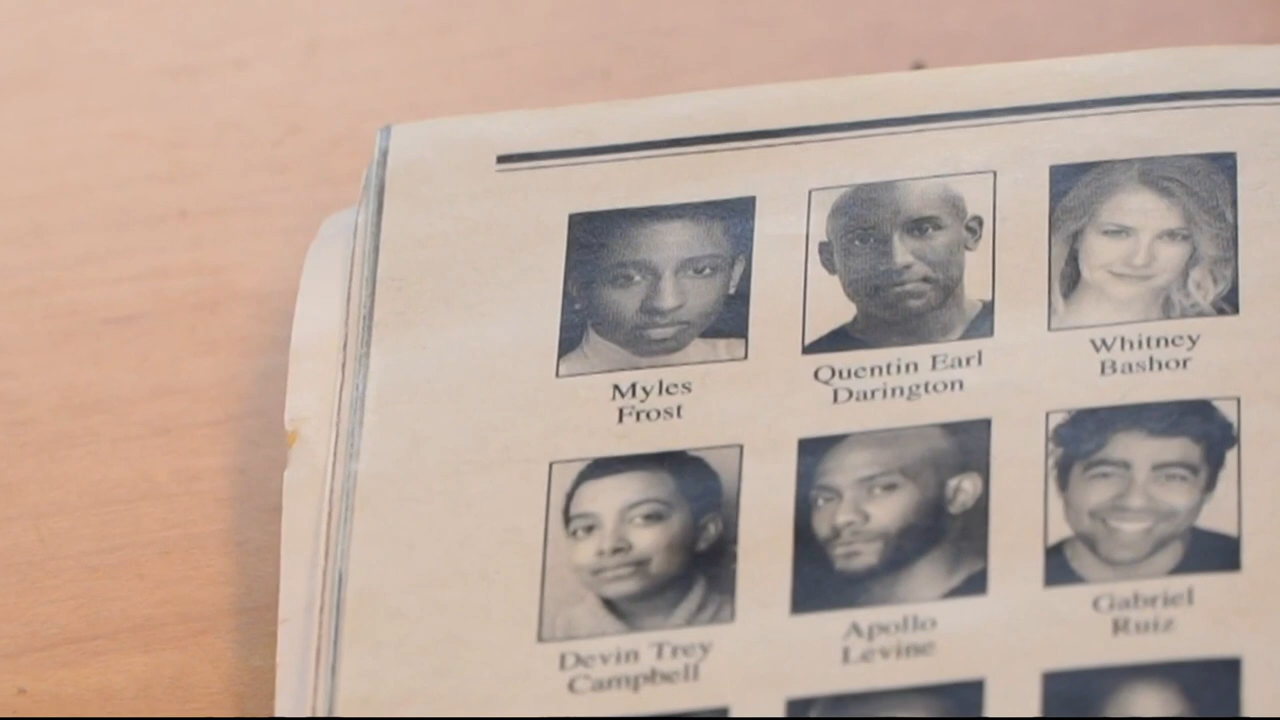 Myles
Frost
Quentin Earl
Darington
Whitney
Bashor
Devin Trey
Campbell
Apollo
Levine
Gabriel
Ruiz